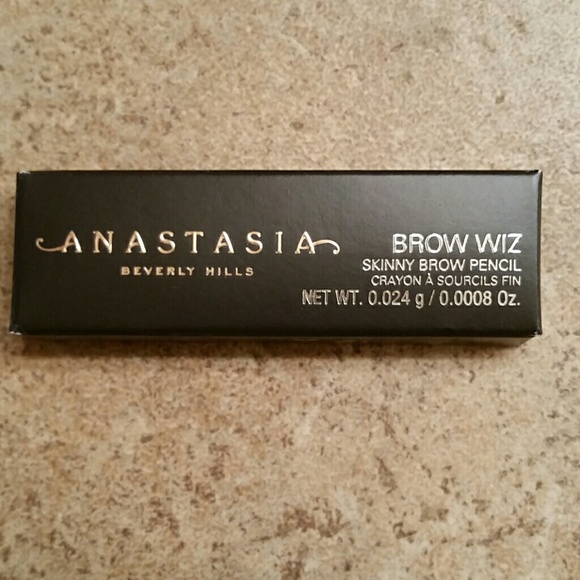 ANASTASIA
BEVERLY HILLS
BROW WIZ
SKINNY BROW PENCIL
CRAYON À SOURCILS FIN
NET WT. 0.024 g / 0.0008 Oz.